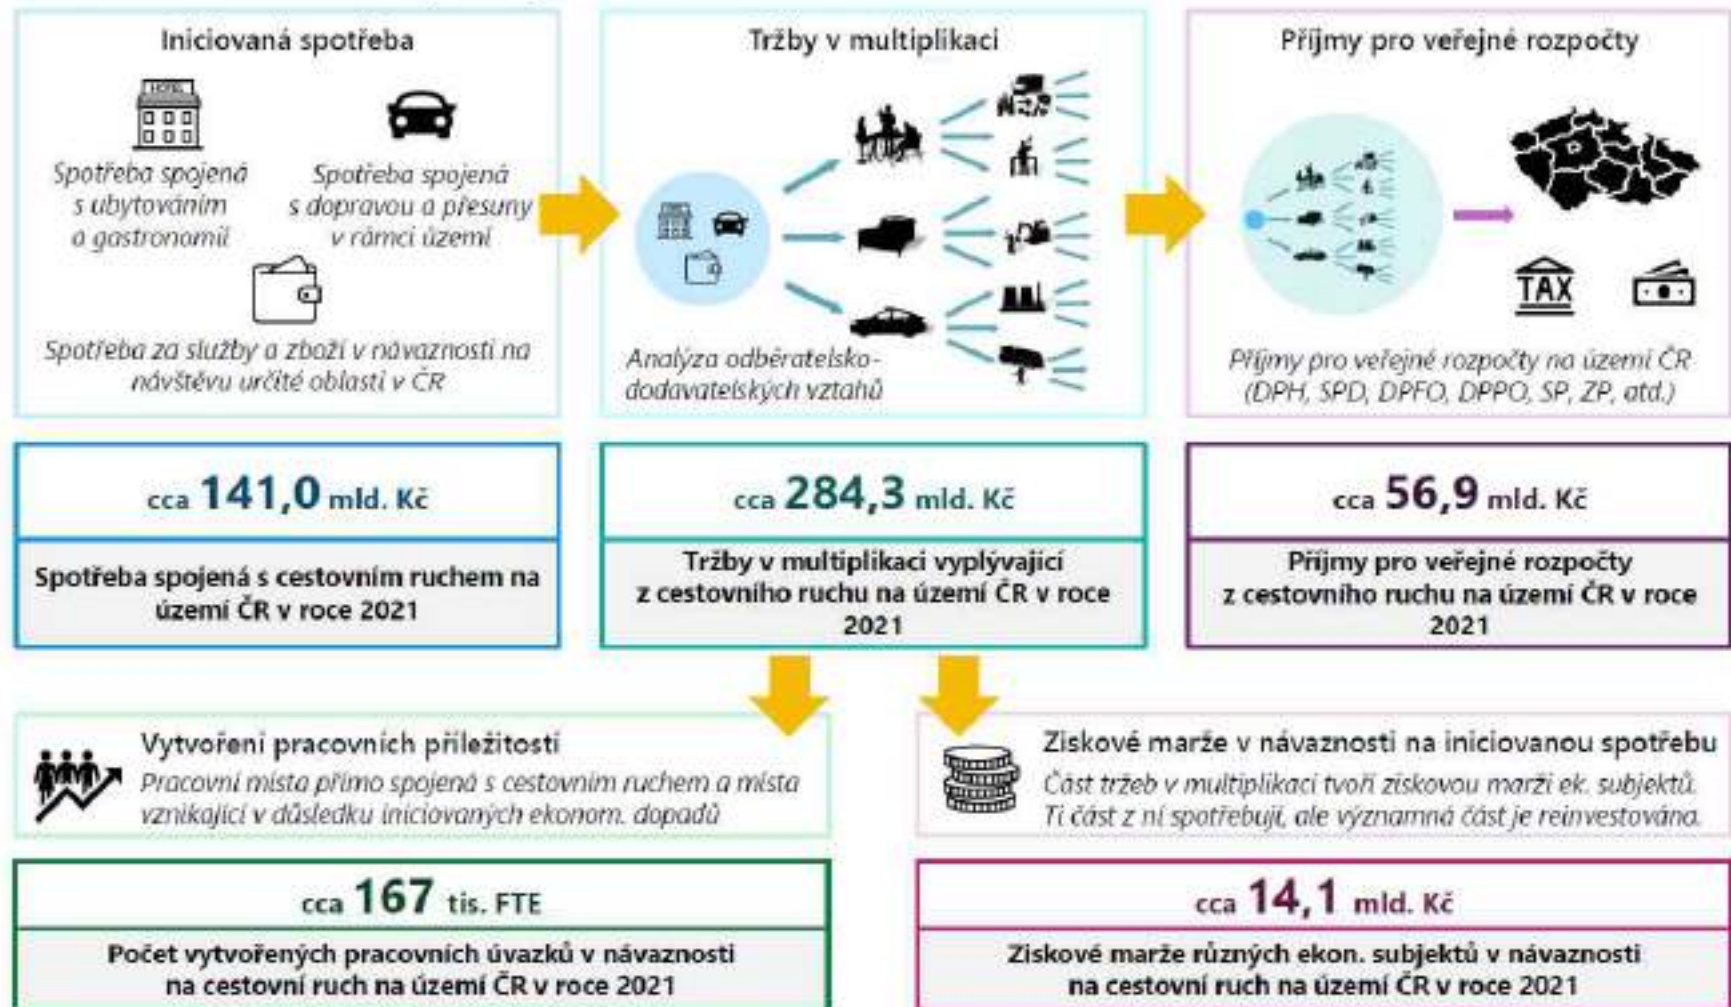 Iniciovaná spotřeba
HOTEL
Spotřeba spojená
s ubytováním
a gastronomií
Spotřeba spojená
s dopravou a přesuny
v rámci území
Spotřeba za služby a zboží v návaznosti na
návštěvu určité oblasti v ČR
Tržby v multiplikaci
Analýza odběratelsko-
dodavatelských vztahů
Příjmy pro veřejné rozpočty
TAX
Příjmy pro veřejné rozpočty na území ČR
(DPH, SPD, DPFO, DPPO, SP, ZP, atd.)
cca 141,0 mld. Kč
Spotřeba spojená s cestovním ruchem na
území ČR v roce 2021
cca 284,3 mld. Kč
Tržby v multiplikaci vyplývající
z cestovního ruchu na území ČR v roce
2021
cca 56,9 mld. Kč
Příjmy pro veřejné rozpočty
z cestovního ruchu na území ČR v roce
2021
Vytvoření pracovních příležitostí
Pracovní místa přímo spojená s cestovním ruchem a místa
vznikající v důsledku iniciovaných ekonom. dopadů
cca 167 tis. FTE
Počet vytvořených pracovních úvazků v návaznosti
na cestovní ruch na území ČR v roce 2021
Ziskové marže v návaznosti na iniciovanou spotřebu
Část tržeb v multiplikaci tvoří ziskovou marži ek. subjektů.
Ti část z ní spotřebují, ale významná část je reinvestována.
cca 14,1 mld. Kč
Ziskové marže různých ekon. subjektů v návaznosti
na cestovní ruch na území ČR v roce 2021